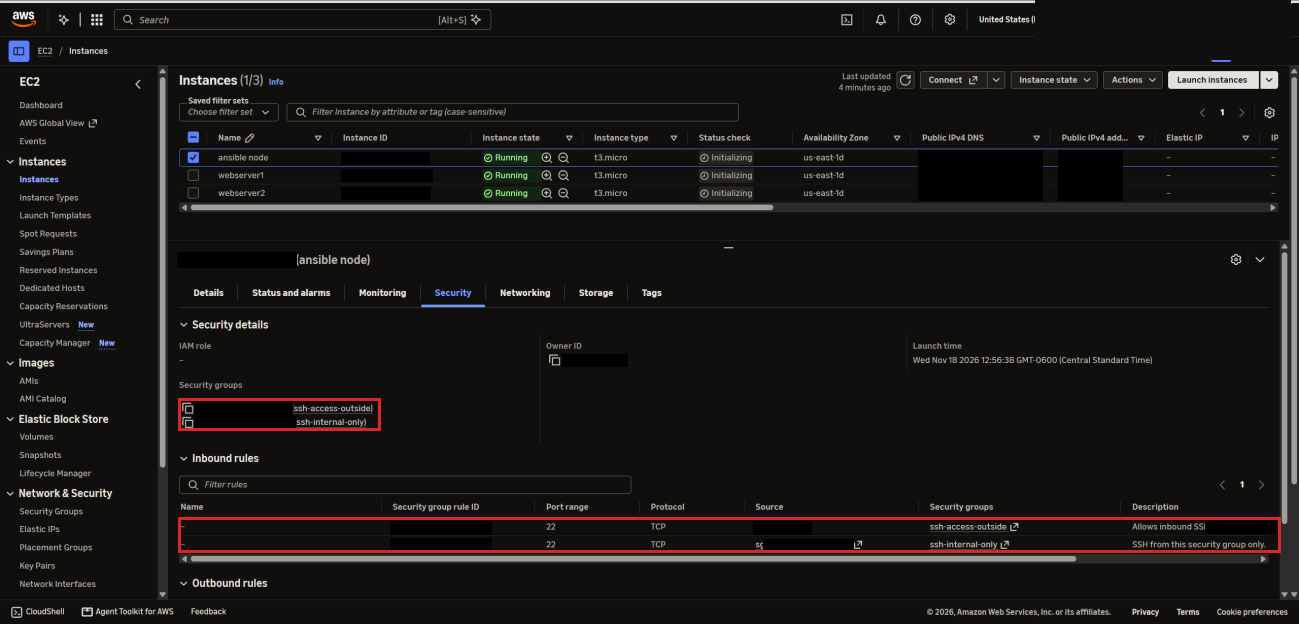 aws
Search [Alt+S]
United States (
EC2 / Instances
EC2
Dashboard
AWS Global View
Events
Instances
Instances
Instance Types
Launch Templates
Spot Requests
Savings Plans
Reserved Instances
Dedicated Hosts
Capacity Reservations
UltraServers New
Capacity Manager New
Images
AMIs
AMI Catalog
Elastic Block Store
Volumes
Snapshots
Lifecycle Manager
Network & Security
Security Groups
Elastic IPs
Placement Groups
Key Pairs
Network Interfaces
Instances (1/3) Info
Last updated
4 minutes ago
Connect Instance state Actions Launch instances
Saved filter sets
Choose filter set
Filter Instance by attribute or tag (case-sensitive)
1
Name Instance ID Instance state Instance type Status check Availability Zone Public IPv4 DNS Public IPv4 add... Elastic IP IP
ansible node Running t3.micro Initializing us-east-1d – –
webserver1 Running t3.micro Initializing us-east-1d – –
webserver2 Running t3.micro Initializing us-east-1d – –
(ansible node)
Details Status and alarms Monitoring Security Networking Storage Tags
Security details
IAM role
–
Owner ID
Launch time
Wed Nov 18 2026 12:56:38 GMT-0600 (Central Standard Time)
Security groups
(ssh-access-outside)
ssh-internal-only)
Inbound rules
Filter rules
1
Name Security group rule ID Port range Protocol Source Security groups Description
– 22 TCP ssh-access-outside Allows inbound SSI
– 22 TCP ssh-internal-only SSH from this security group only.
Outbound rules
CloudShell Agent Toolkit for AWS Feedback
© 2026, Amazon Web Services, Inc. or its affiliates. Privacy Terms Cookie preferences